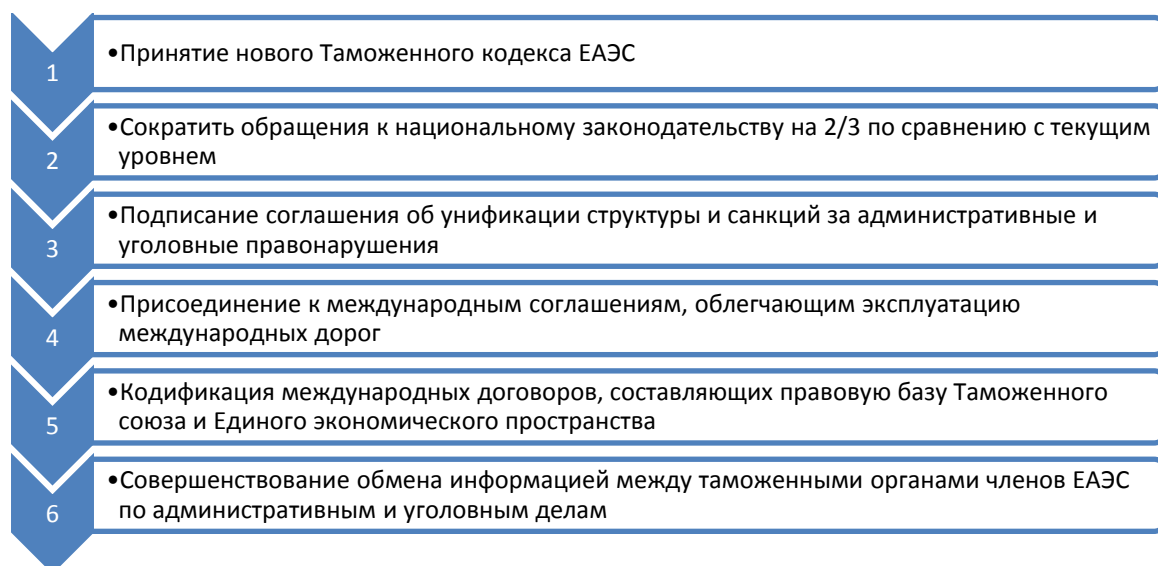 1
•Принятие нового Таможенного кодекса ЕАЭС
2
•Сократить обращения к национальному законодательству на 2/3 по сравнению с текущим
уровнем
3
•Подписание соглашения об унификации структуры и санкций за административные и
уголовные правонарушения
4
•Присоединение к международным соглашениям, облегчающим эксплуатацию
международных дорог
5
•Кодификация международных договоров, составляющих правовую базу Таможенного
союза и Единого экономического пространства
6
•Совершенствование обмена информацией между таможенными органами членов ЕАЭС
по административным и уголовным делам